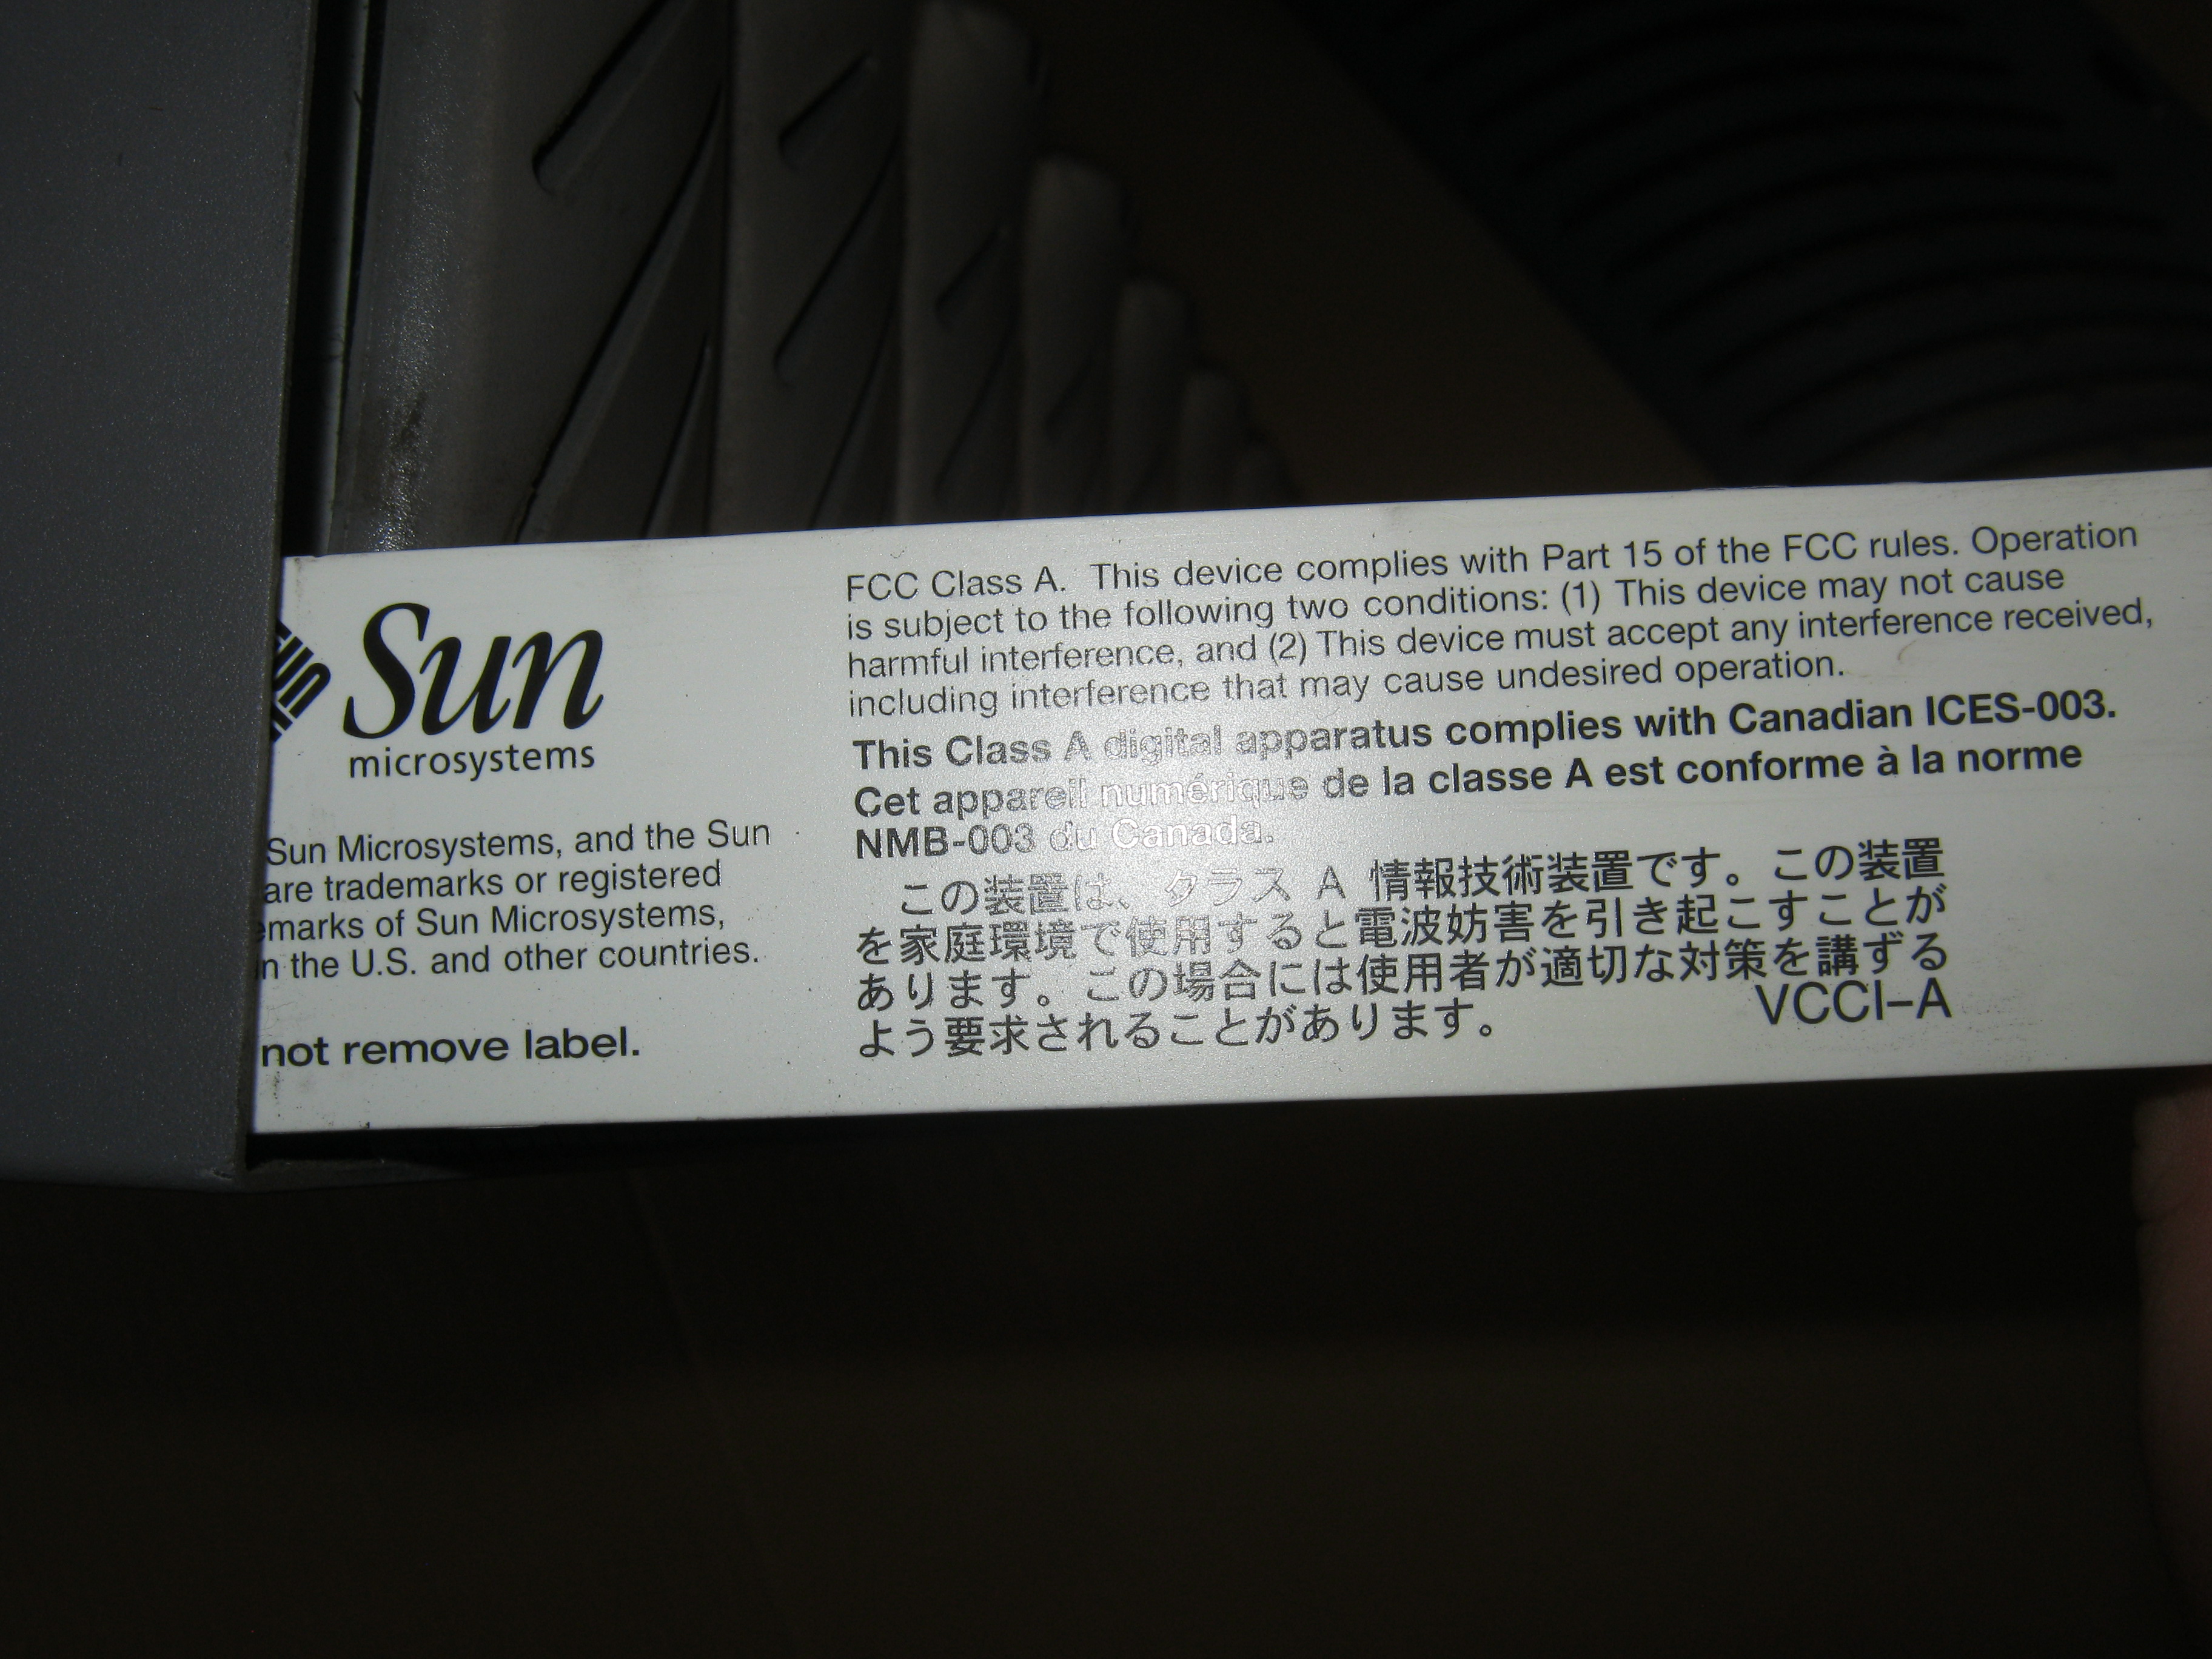 Sun
microsystems
Sun Microsystems, and the Sun
are trademarks or registered
marks of Sun Microsystems,
n the U.S. and other countries.
not remove label.
FCC Class A. This device complies with Part 15 of the FCC rules. Operation
is subject to the following two conditions: (1) This device may not cause
harmful interference, and (2) This device must accept any interference received,
including interference that may cause undesired operation.
This Class A digital apparatus complies with Canadian ICES-003.
Cet appareil numérique de la classe A est conforme à la norme
NMB-003 du Canada.
この装置は、クラス A 情報技術装置です。この装置
を家庭環境で使用すると電波妨害を引き起こすことが
あります。この場合には使用者が適切な対策を講ずる
よう要求されることがあります。
VCCI-A